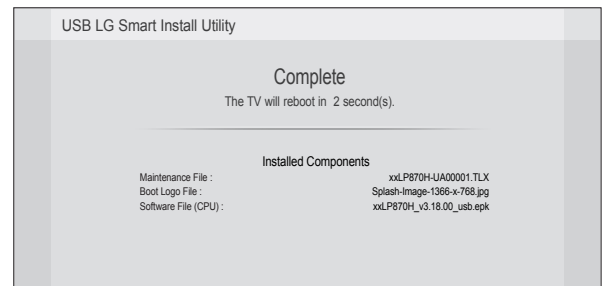 USB LG Smart Install Utility
Complete
The TV will reboot in 2 second(s).
Installed Components
Maintenance File : xxLP870H-UA00001.TLX
Boot Logo File : Splash-Image-1366-x-768.jpg
Software File (CPU) : xxLP870H_v3.18.00_usb.epk